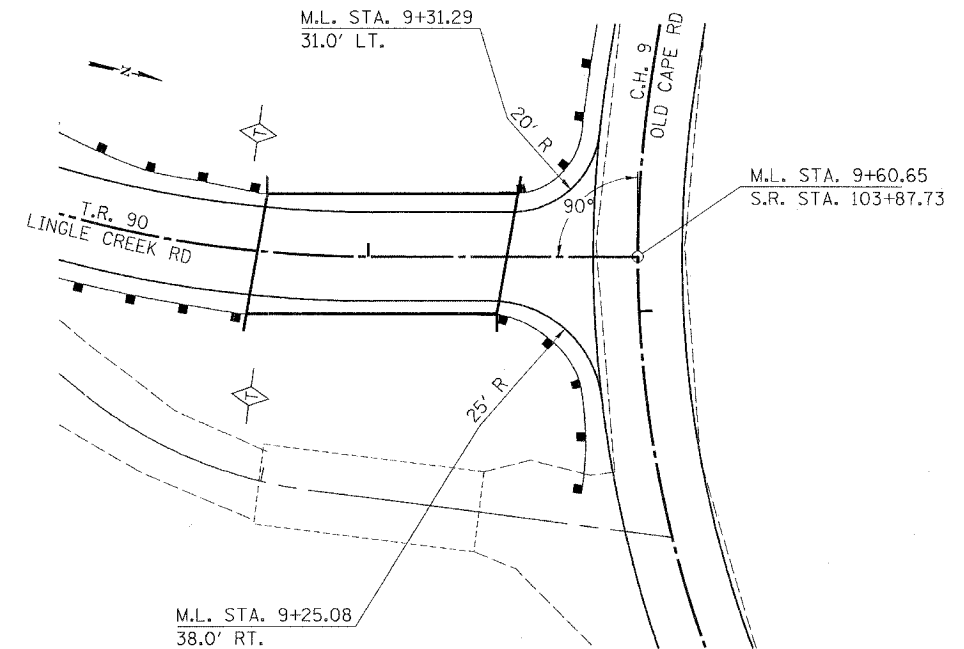 M.L. STA. 9+31.29
31.0' LT.
N
C.H. 9
OLD CAPE RD
20' R
90°
M.L. STA. 9+60.65
S.R. STA. 103+87.73
T.R. 90
LINGLE CREEK RD
T
T
25' R
M.L. STA. 9+25.08
38.0' RT.